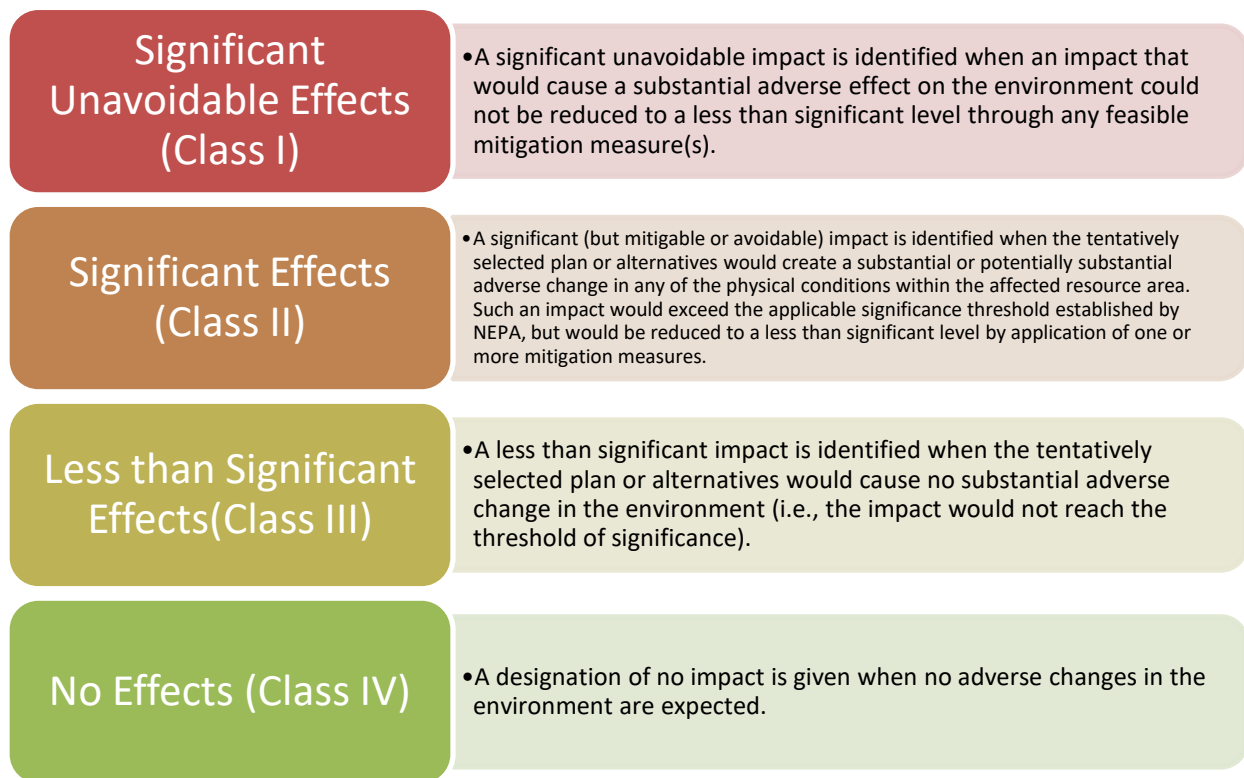 Significant
Unavoidable Effects
(Class I)
•A significant unavoidable impact is identified when an impact that
would cause a substantial adverse effect on the environment could
not be reduced to a less than significant level through any feasible
mitigation measure(s).
Significant Effects
(Class II)
•A significant (but mitigable or avoidable) impact is identified when the tentatively
selected plan or alternatives would create a substantial or potentially substantial
adverse change in any of the physical conditions within the affected resource area.
Such an impact would exceed the applicable significance threshold established by
NEPA, but would be reduced to a less than significant level by application of one or
more mitigation measures.
Less than Significant
Effects(Class III)
•A less than significant impact is identified when the tentatively
selected plan or alternatives would cause no substantial adverse
change in the environment (i.e., the impact would not reach the
threshold of significance).
No Effects (Class IV)
•A designation of no impact is given when no adverse changes in the
environment are expected.